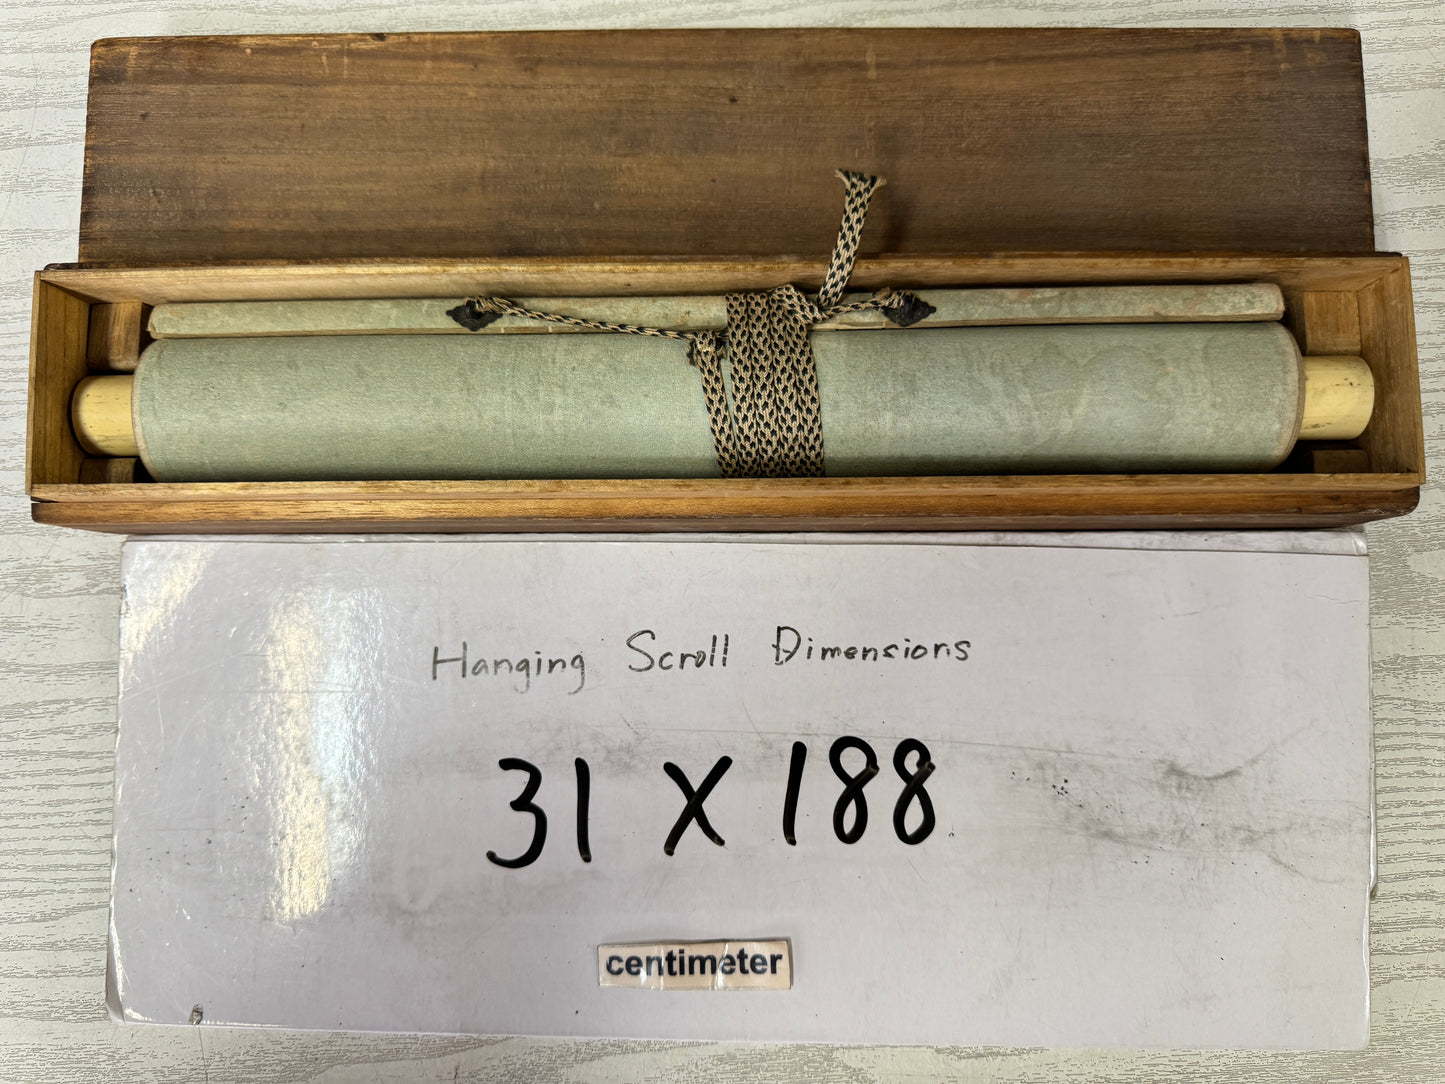 Hanging Scroll Dimensions
31 X 188
centimeter